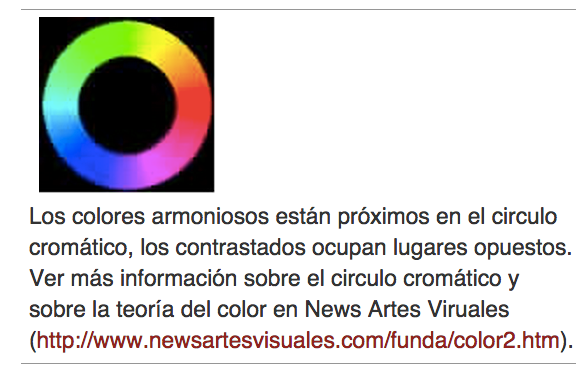 Los colores armoniosos están próximos en el circulo
cromático, los contrastados ocupan lugares opuestos.
Ver más información sobre el circulo cromático y
sobre la teoría del color en News Artes Viruales
(http://www.newsartesvisuales.com/funda/color2.htm).